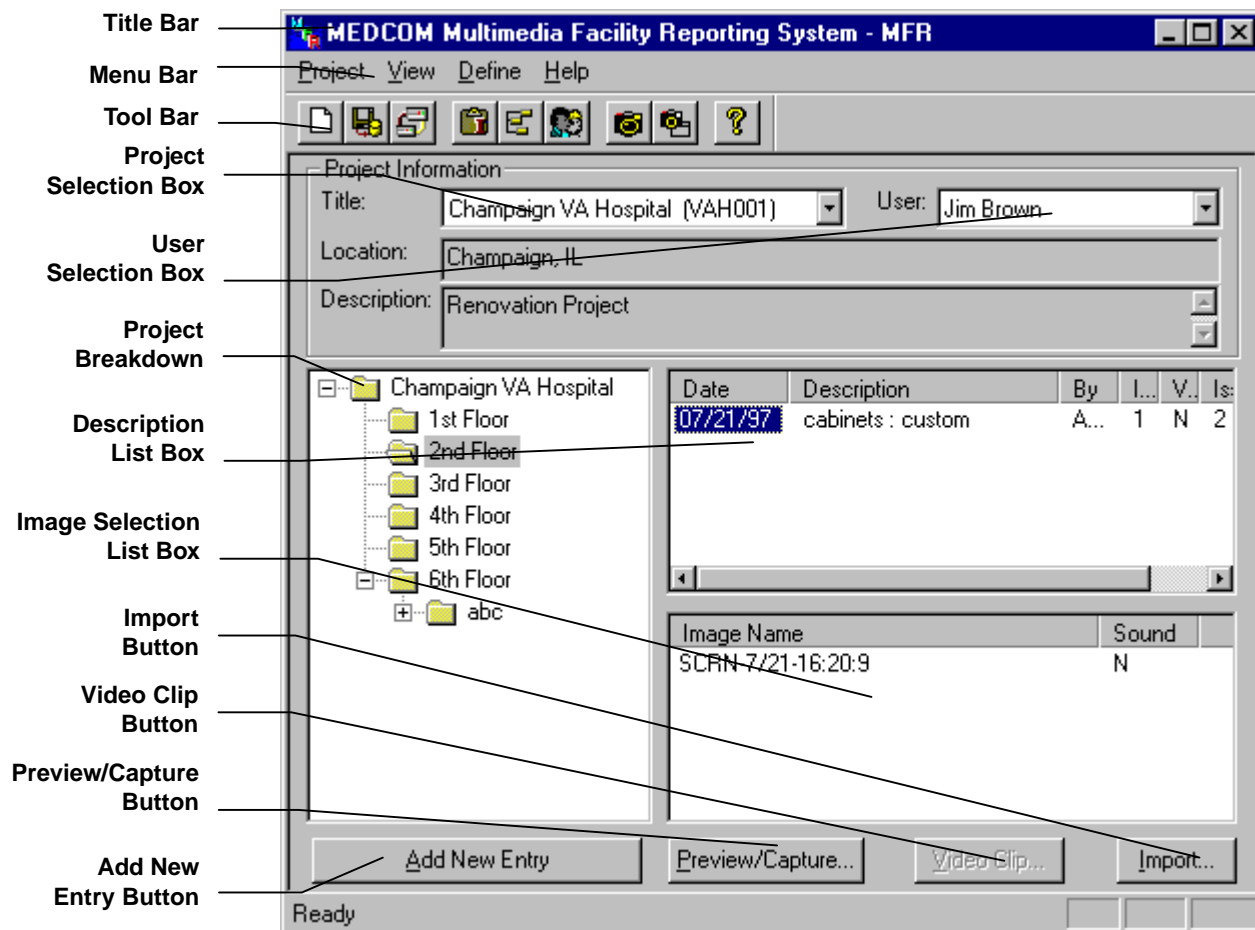 Title Bar
Menu Bar
Tool Bar
Project
Selection Box
User
Selection Box
Project
Breakdown
Description
List Box
Image Selection
List Box
Import
Button
Video Clip
Button
Preview/Capture
Button
Add New
Entry Button
MEDCOM Multimedia Facility Reporting System - MFR
Project View Define Help
Project Information
Title: Champaign VA Hospital (VAH001) User: Jim Brown
Location: Champaign, IL
Description: Renovation Project
Champaign VA Hospital
1st Floor
2nd Floor
3rd Floor
4th Floor
5th Floor
6th Floor
abc
Date Description By I... V.. Is:
07/21/97 cabinets : custom A... 1 N 2
Image Name Sound
SCRN-7/21-16:20:9 N
Add New Entry Preview/Capture... Video Clip... Import...
Ready